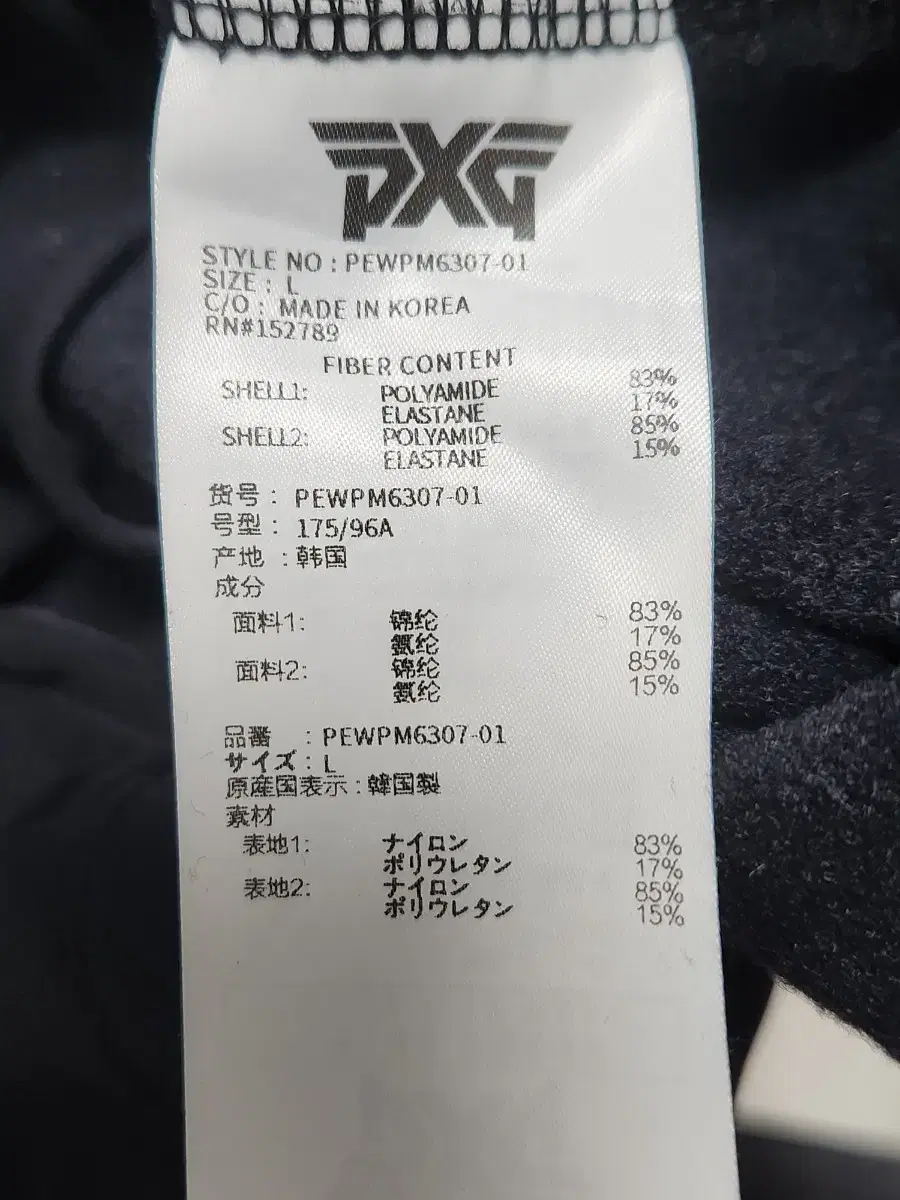 PXG
STYLE NO : PEWPM6307-01
SIZE : L
C/O : MADE IN KOREA
RN#152789
FIBER CONTENT
SHELL1: POLYAMIDE 83%
ELASTANE 17%
SHELL2: POLYAMIDE 85%
ELASTANE 15%
货号 : PEWPM6307-01
号型 : 175/96A
产地 : 韩国
成分
面料1: 锦纶 83%
氨纶 17%
面料2: 锦纶 85%
氨纶 15%
品番 : PEWPM6307-01
サイズ : L
原産国表示 : 韓国製
素材
表地1: ナイロン 83%
ポリウレタン 17%
表地2: ナイロン 85%
ポリウレタン 15%